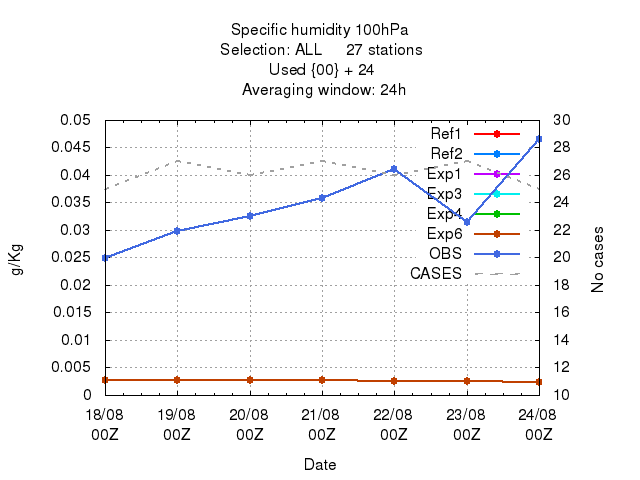 Specific humidity 100hPa
Selection: ALL 27 stations
Used {00} + 24
Averaging window: 24h
g/Kg
0.05
0.045
0.04
0.035
0.03
0.025
0.02
0.015
0.01
0.005
0
Ref1
Ref2
Exp1
Exp3
Exp4
Exp6
OBS
CASES
30
28
26
24
22
20
18
16
14
12
10
No cases
18/08 19/08 20/08 21/08 22/08 23/08 24/08
00Z 00Z 00Z 00Z 00Z 00Z 00Z
Date